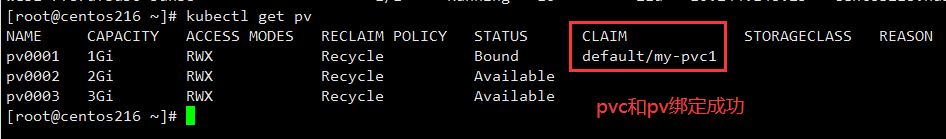 [root@centos216 ~]# kubectl get pv
NAME CAPACITY ACCESS MODES RECLAIM POLICY STATUS CLAIM STORAGECLASS REASON
pv0001 1Gi RWX Recycle Bound default/my-pvc1
pv0002 2Gi RWX Recycle Available
pv0003 3Gi RWX Recycle Available
[root@centos216 ~]#
pvc和pv绑定成功